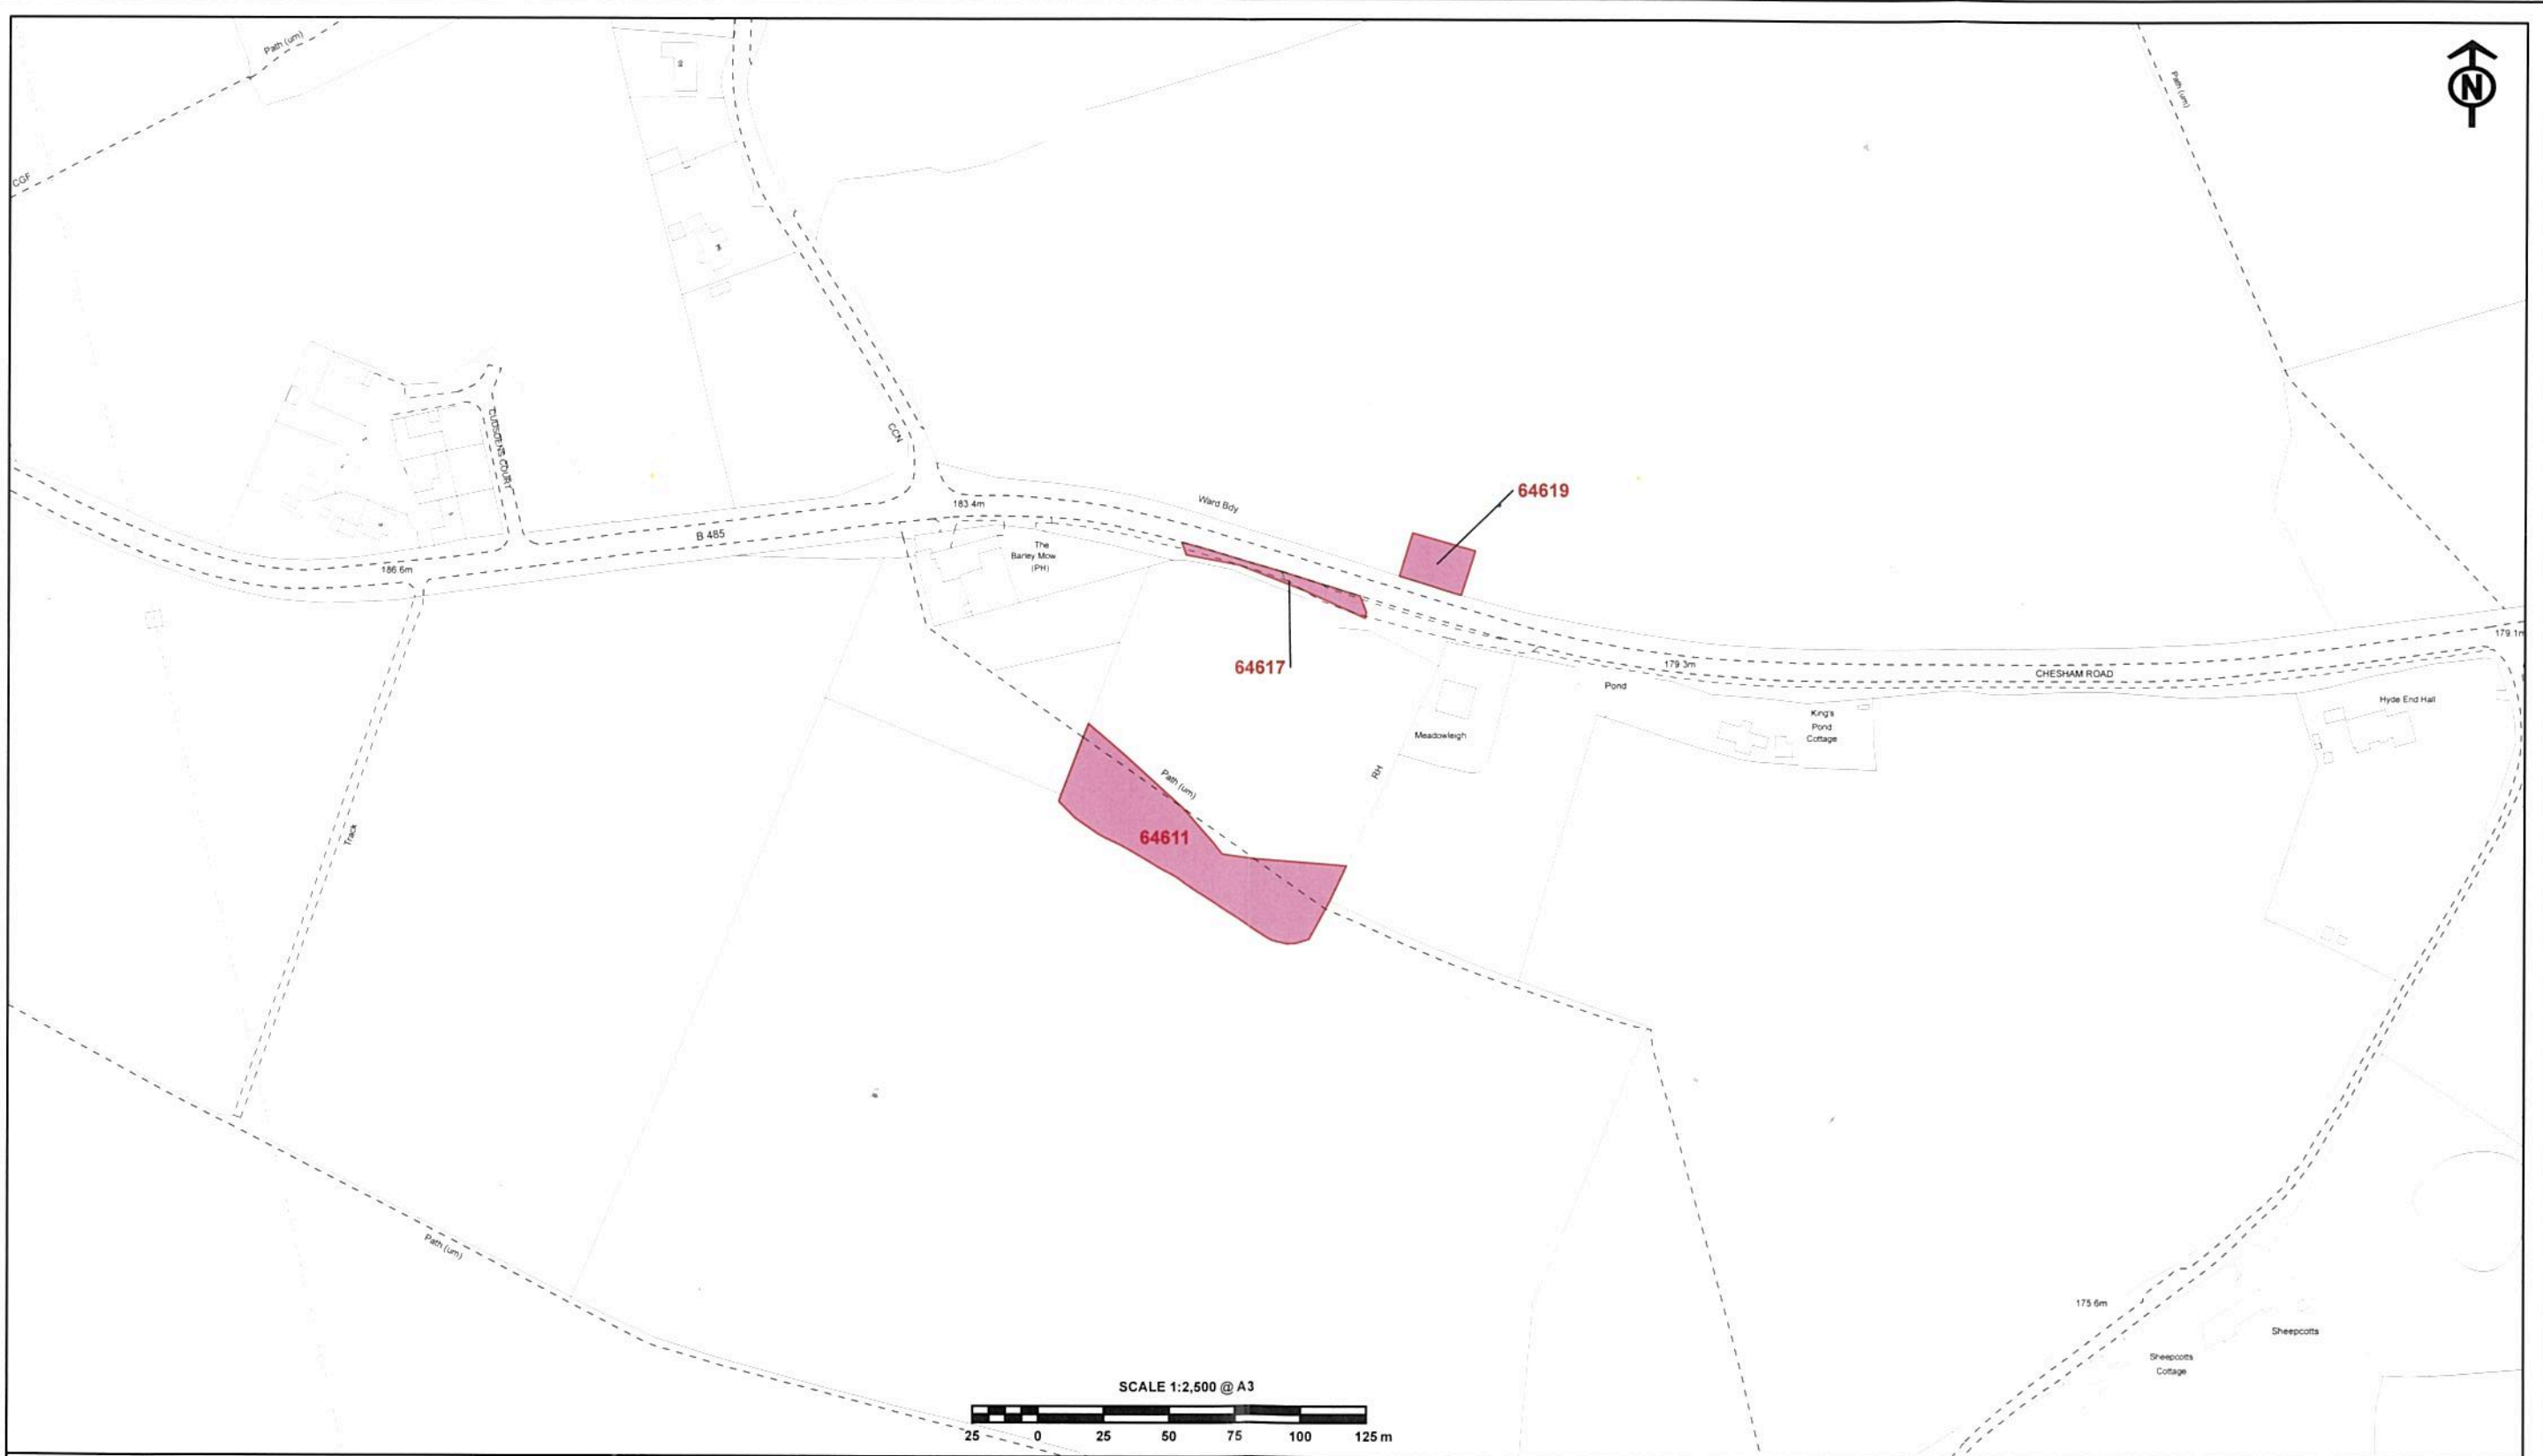 Path (um)
N
Path (um)
CGF
CUDSDENS COURT
CCN
64619
Ward Bdy
183.4m
B 485
The
Barley Mow
(PH)
186.6m
179.1m
64617
179.3m
CHESHAM ROAD
Pond
Hyde End Hall
King's
Pond
Cottage
Meadowleigh
RH
Path (um)
64611
Track
Path (um)
175.6m
Sheepcotts
Sheepcotts
Cottage
SCALE 1:2,500 @ A3
25 0 25 50 75 100 125 m